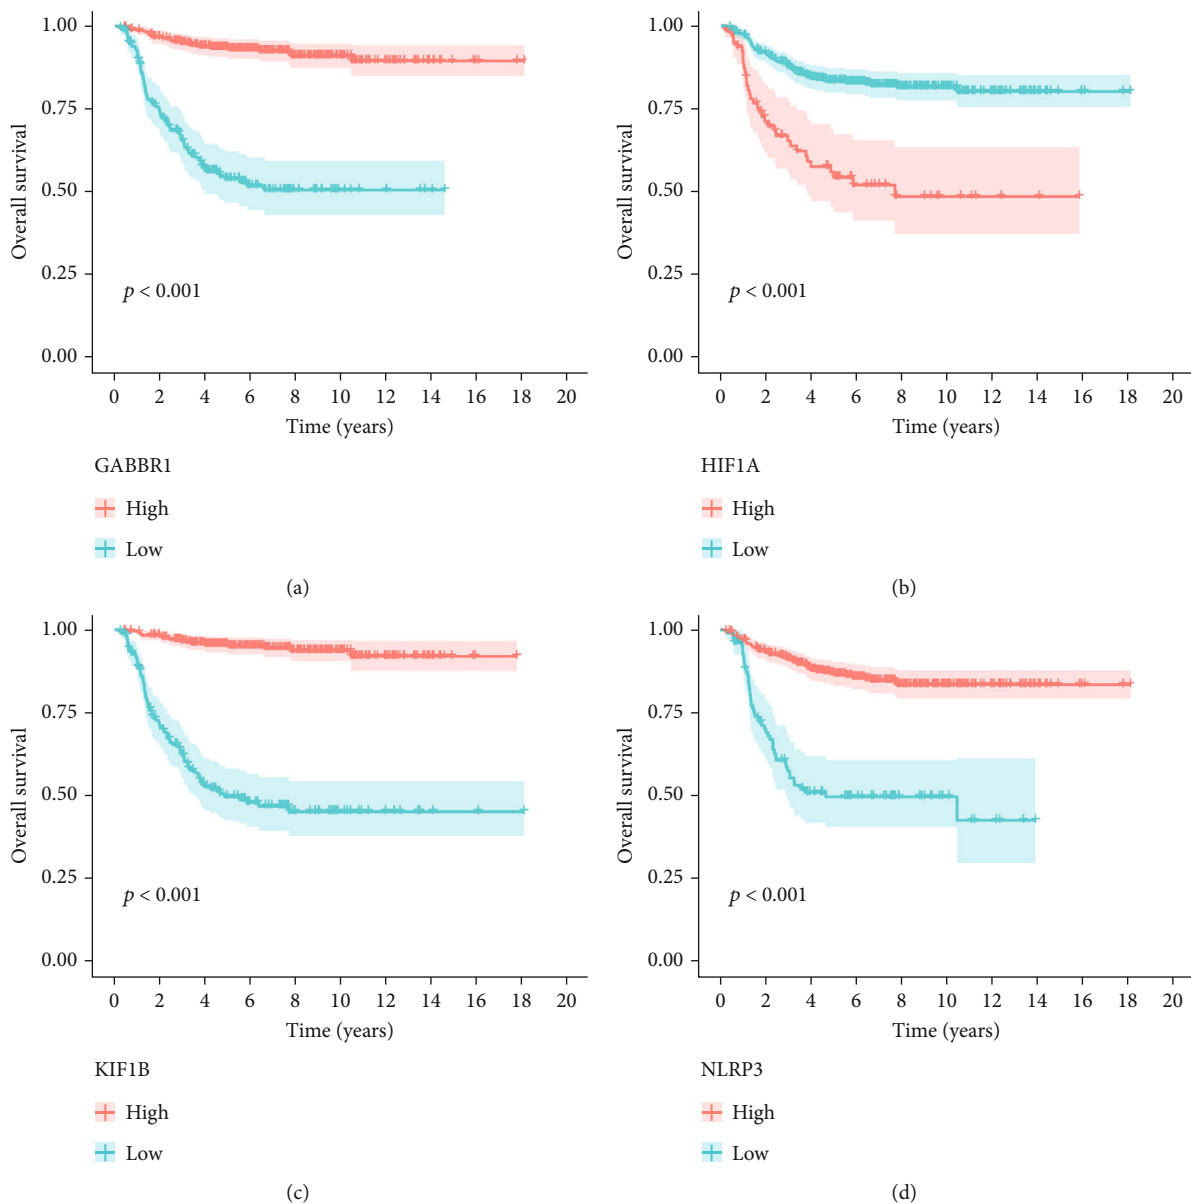 1.00
0.75
0.50
0.25
0.00
Overall survival
p < 0.001
0 2 4 6 8 10 12 14 16 18 20
Time (years)
GABBR1
High
Low
(a)
1.00
0.75
0.50
0.25
0.00
Overall survival
p < 0.001
0 2 4 6 8 10 12 14 16 18 20
Time (years)
HIF1A
High
Low
(b)
1.00
0.75
0.50
0.25
0.00
Overall survival
p < 0.001
0 2 4 6 8 10 12 14 16 18 20
Time (years)
KIF1B
High
Low
(c)
1.00
0.75
0.50
0.25
0.00
Overall survival
p < 0.001
0 2 4 6 8 10 12 14 16 18 20
Time (years)
NLRP3
High
Low
(d)